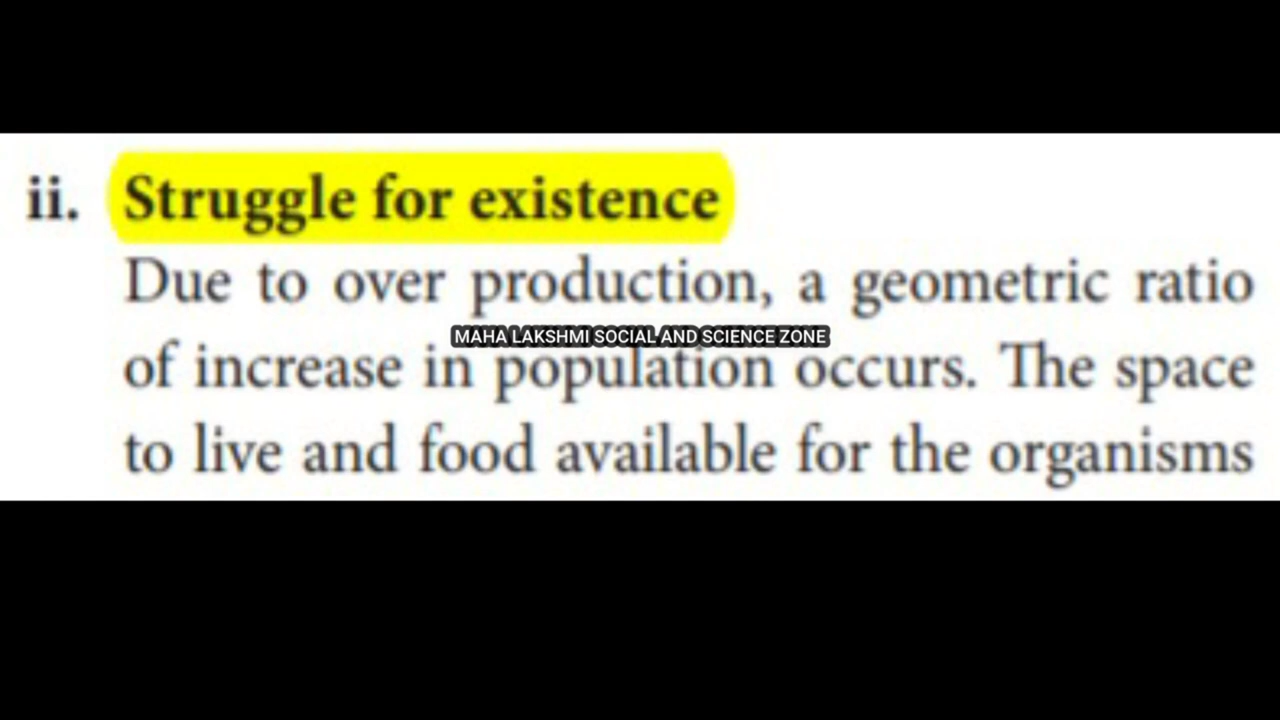 ii. Struggle for existence
Due to over production, a geometric ratio
MAHA LAKSHMI SOCIAL AND SCIENCE ZONE
of increase in population occurs. The space
to live and food available for the organisms